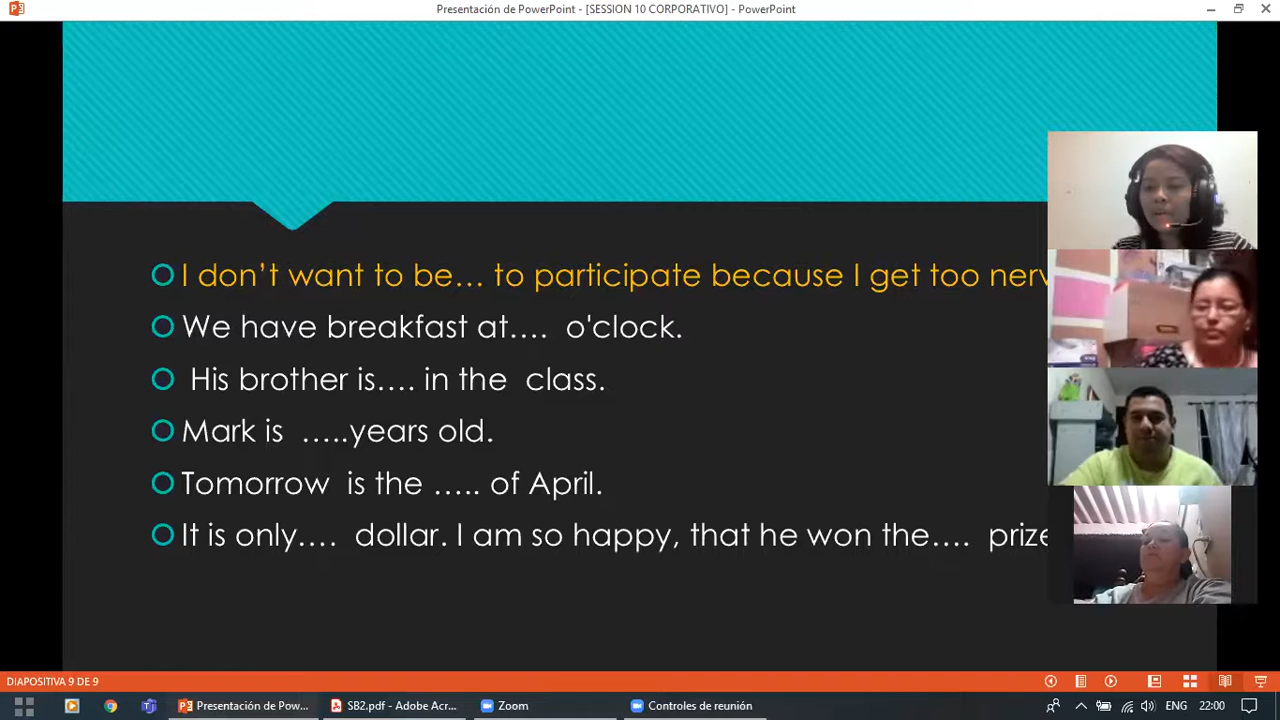 Presentación de PowerPoint - [SESSION 10 CORPORATIVO] - PowerPoint
I don't want to be... to participate because I get too nerv
We have breakfast at.... o'clock.
His brother is.... in the class.
Mark is .....years old.
Tomorrow is the ..... of April.
It is only.... dollar. I am so happy, that he won the.... prize
DIAPOSITIVA 9 DE 9
Presentación de Pow... SB2.pdf - Adobe Acr... Zoom Controles de reunión ENG 22:00